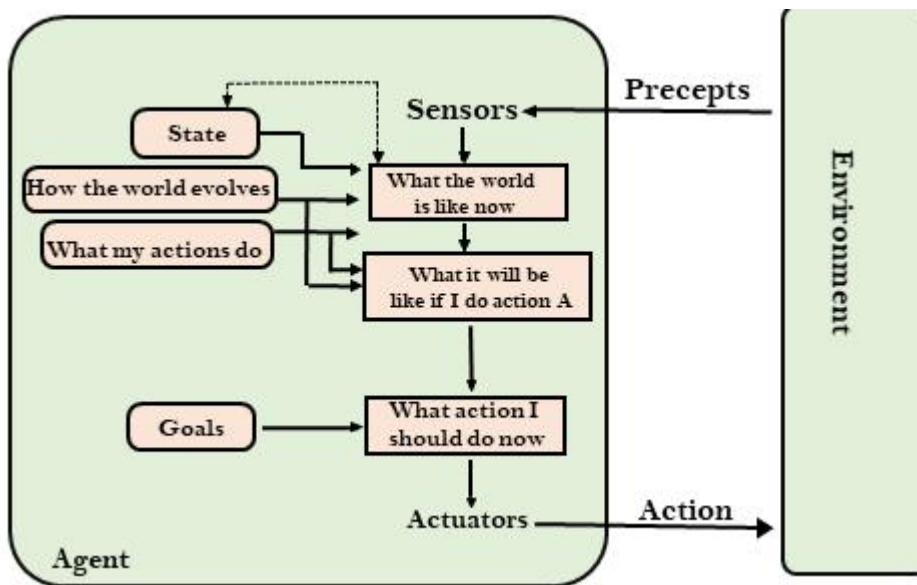 Precepts
Sensors
State
What the world
is like now
How the world evolves
What my actions do
What it will be
like if I do action A
Environment
Goals
What action I
should do now
Actuators
Action
Agent